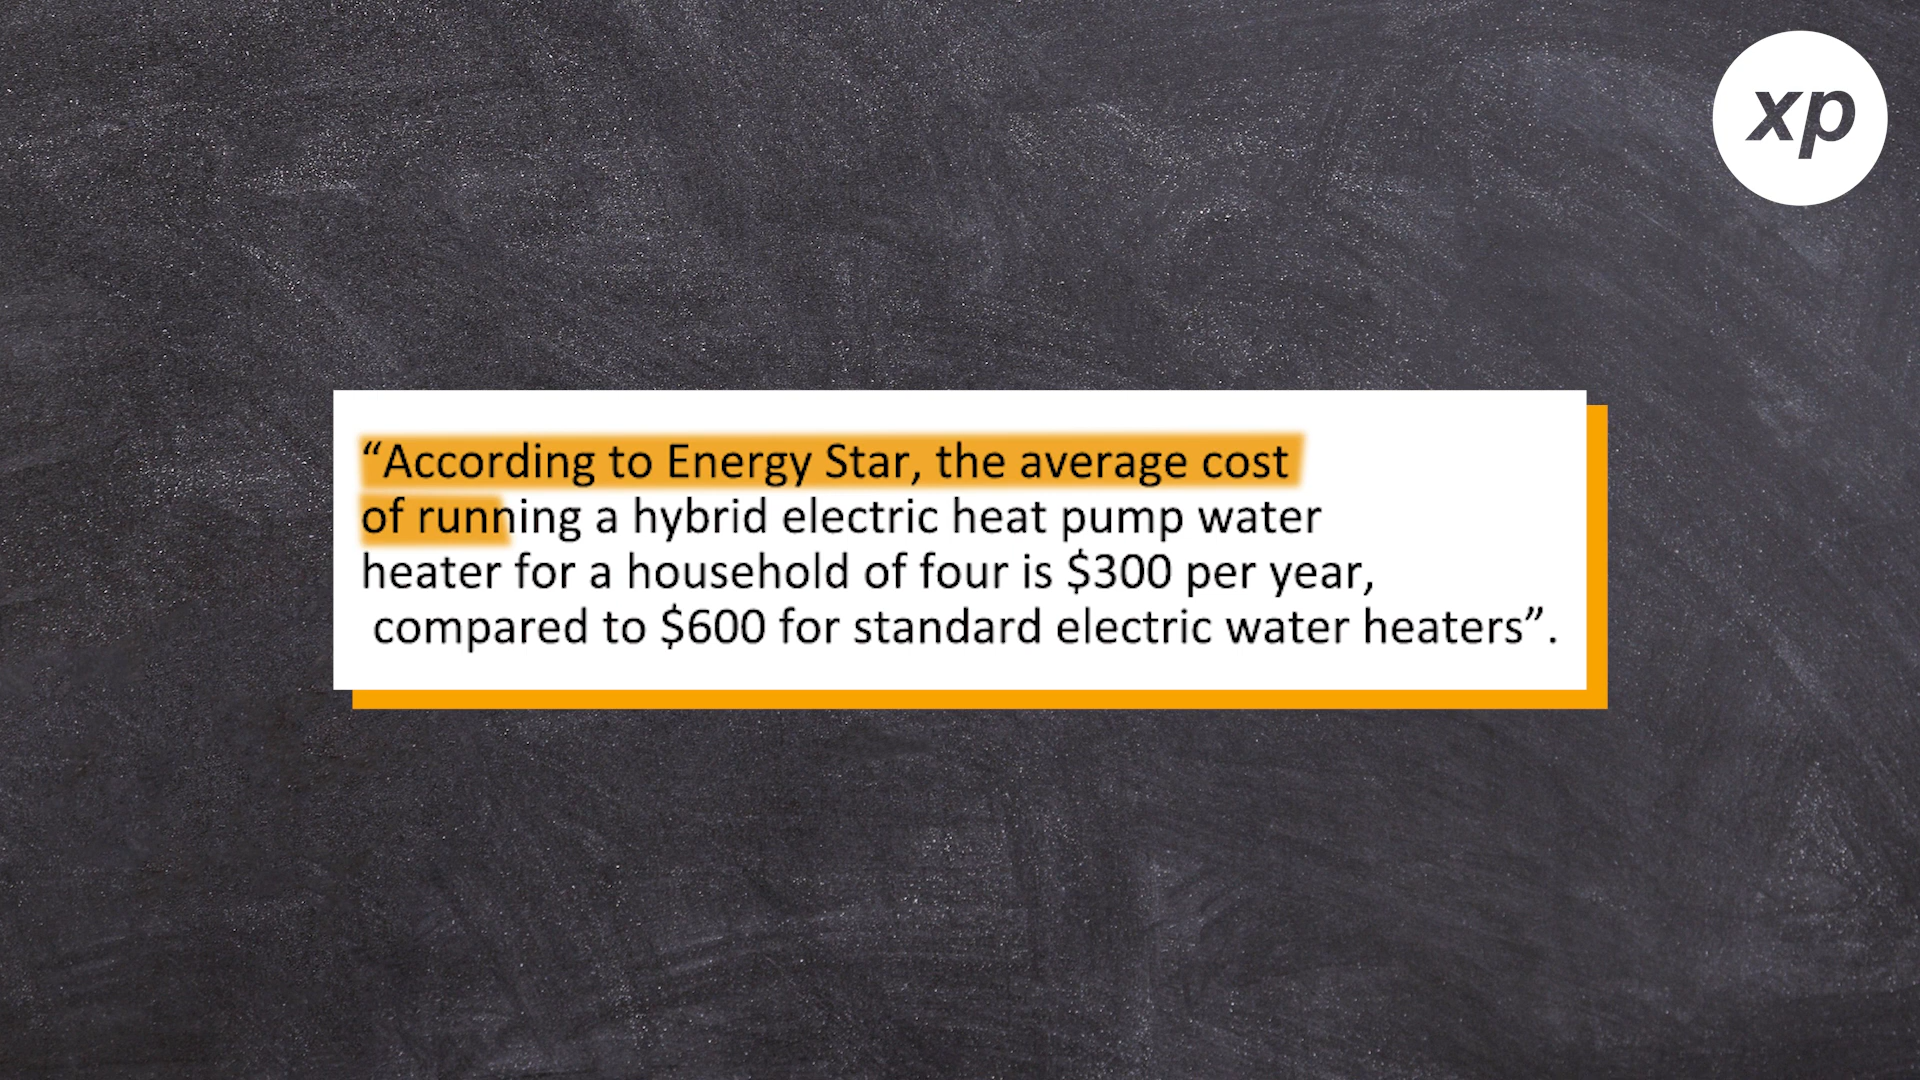 xp
“According to Energy Star, the average cost
of running a hybrid electric heat pump water
heater for a household of four is $300 per year,
compared to $600 for standard electric water heaters”.